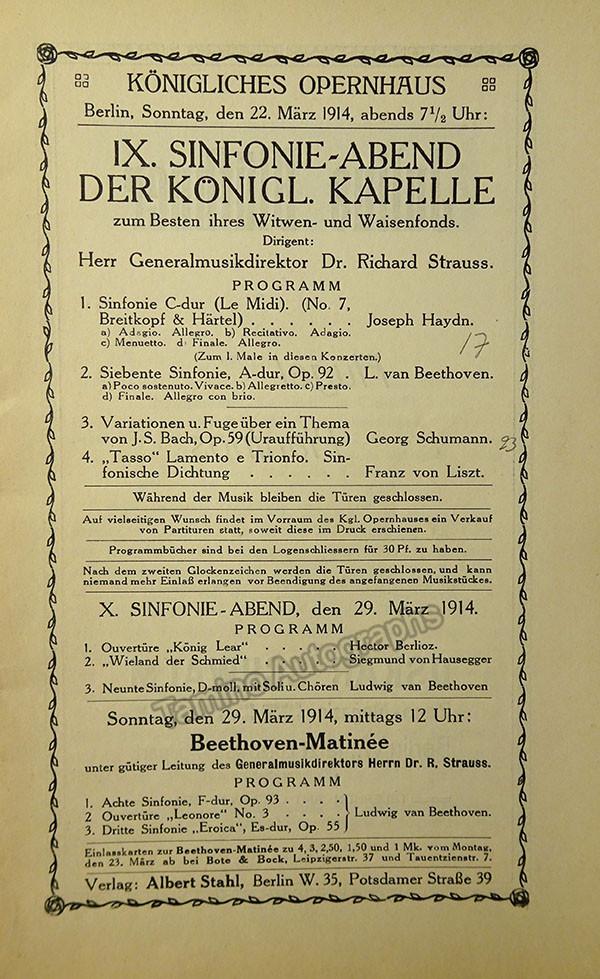 KÖNIGLICHES OPERNHAUS
Berlin, Sonntag, den 22. März 1914, abends 7½ Uhr:
IX. SINFONIE-ABEND
DER KÖNIGL. KAPELLE
zum Besten ihres Witwen- und Waisenfonds.
Dirigent:
Herr Generalmusikdirektor Dr. Richard Strauss.
PROGRAMM
1. Sinfonie C-dur (Le Midi). (No. 7,
Breitkopf & Härtel) . . . . . . Joseph Haydn.
a) Adagio. Allegro. b) Recitativo. Adagio.
c) Menuetto. d) Finale. Allegro.
17
(Zum 1. Male in diesen Konzerten.)
2. Siebente Sinfonie, A-dur, Op. 92 . L. van Beethoven.
a) Poco sostenuto. Vivace. b) Allegretto. c) Presto.
d) Finale. Allegro con brio.
3. Variationen u. Fuge über ein Thema
von J. S. Bach, Op. 59 (Uraufführung) Georg Schumann. 23
4. „Tasso" Lamento e Trionfo. Sin-
fonische Dichtung . . . . . . Franz von Liszt.
Während der Musik bleiben die Türen geschlossen.
Auf vielseitigen Wunsch findet im Vorraum des Kgl. Opernhauses ein Verkauf
von Partituren statt, soweit diese im Druck erschienen.
Programmbücher sind bei den Logenschliessern für 30 Pf. zu haben.
Nach dem zweiten Glockenzeichen werden die Türen geschlossen, und kann
niemand mehr Einlaß erlangen vor Beendigung des angefangenen Musikstückes.
X. SINFONIE-ABEND, den 29. März 1914.
PROGRAMM
1. Ouvertüre „König Lear" . . . . . Hector Berlioz.
2. „Wieland der Schmied" . . . . . Siegmund von Hausegger
3. Neunte Sinfonie, D-moll, mit Soli u. Chören Ludwig van Beethoven
Tamino Autographs
Sonntag, den 29. März 1914, mittags 12 Uhr:
Beethoven-Matinée
unter gütiger Leitung des Generalmusikdirektors Herrn Dr. R. Strauss.
PROGRAMM
1. Achte Sinfonie, F-dur, Op. 93 . . . .
2 Ouvertüre „Leonore" No. 3 . . . . Ludwig van Beethoven.
3. Dritte Sinfonie „Eroica", Es-dur, Op. 55
Einlasskarten zur Beethoven-Matinée zu 4, 3, 2,50, 1,50 und 1 Mk. vom Montag,
den 23. März ab bei Bote & Bock, Leipzigerstr. 37 und Tauentzienstr. 7.
Verlag: Albert Stahl, Berlin W. 35, Potsdamer Straße 39